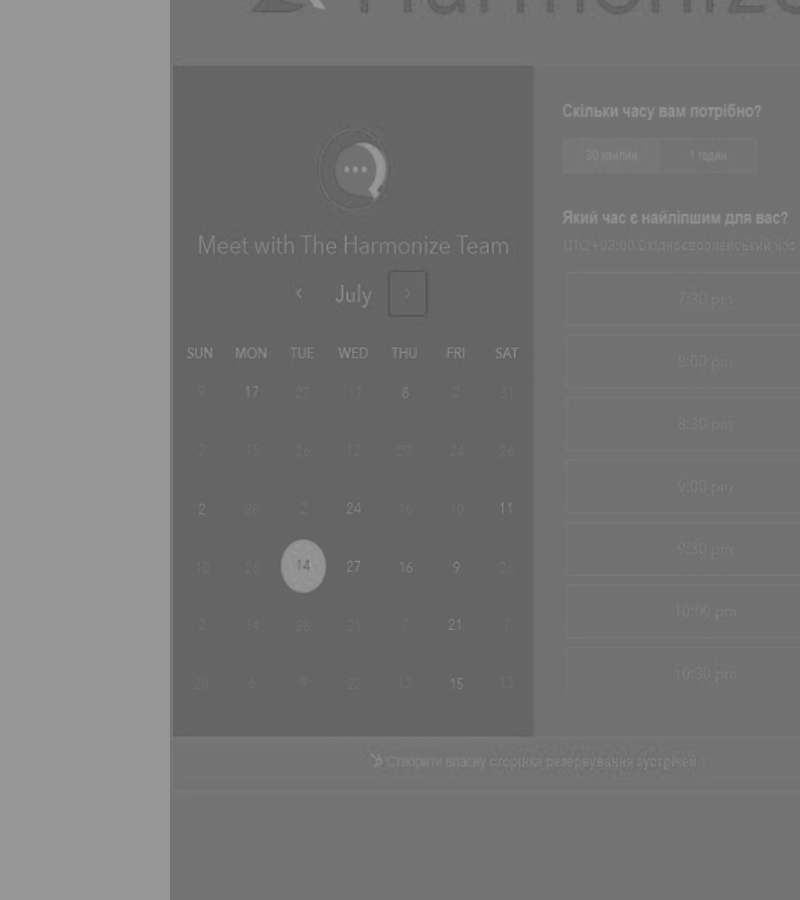 Harmonize
Meet with The Harmonize Team
July
SUN MON TUE WED THU FRI SAT
9 17 27 17 8 2 31
2 15 26 12 27 24 26
2 28 2 24 16 10 11
10 26 14 27 16 9 26
2 14 28 21 7 21 7
28 6 9 22 13 15 13
Скільки часу вам потрібно?
30 хвилин 1 годин
Який час є найліпшим для вас?
UTC +03:00 Східноєвропейський час
7:30 pm
8:00 pm
8:30 pm
9:00 pm
9:30 pm
10:00 pm
10:30 pm
Створити власну сторінку резервування зустрічей